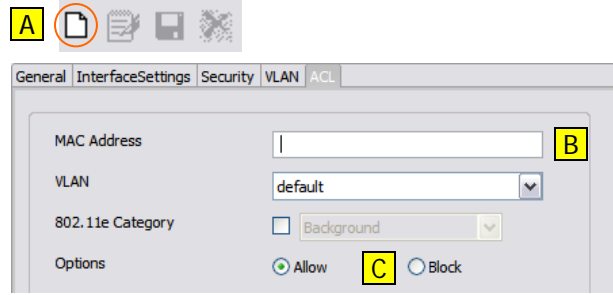 A
General InterfaceSettings Security VLAN ACL
MAC Address B
VLAN default
802.11e Category Background
Options Allow C Block